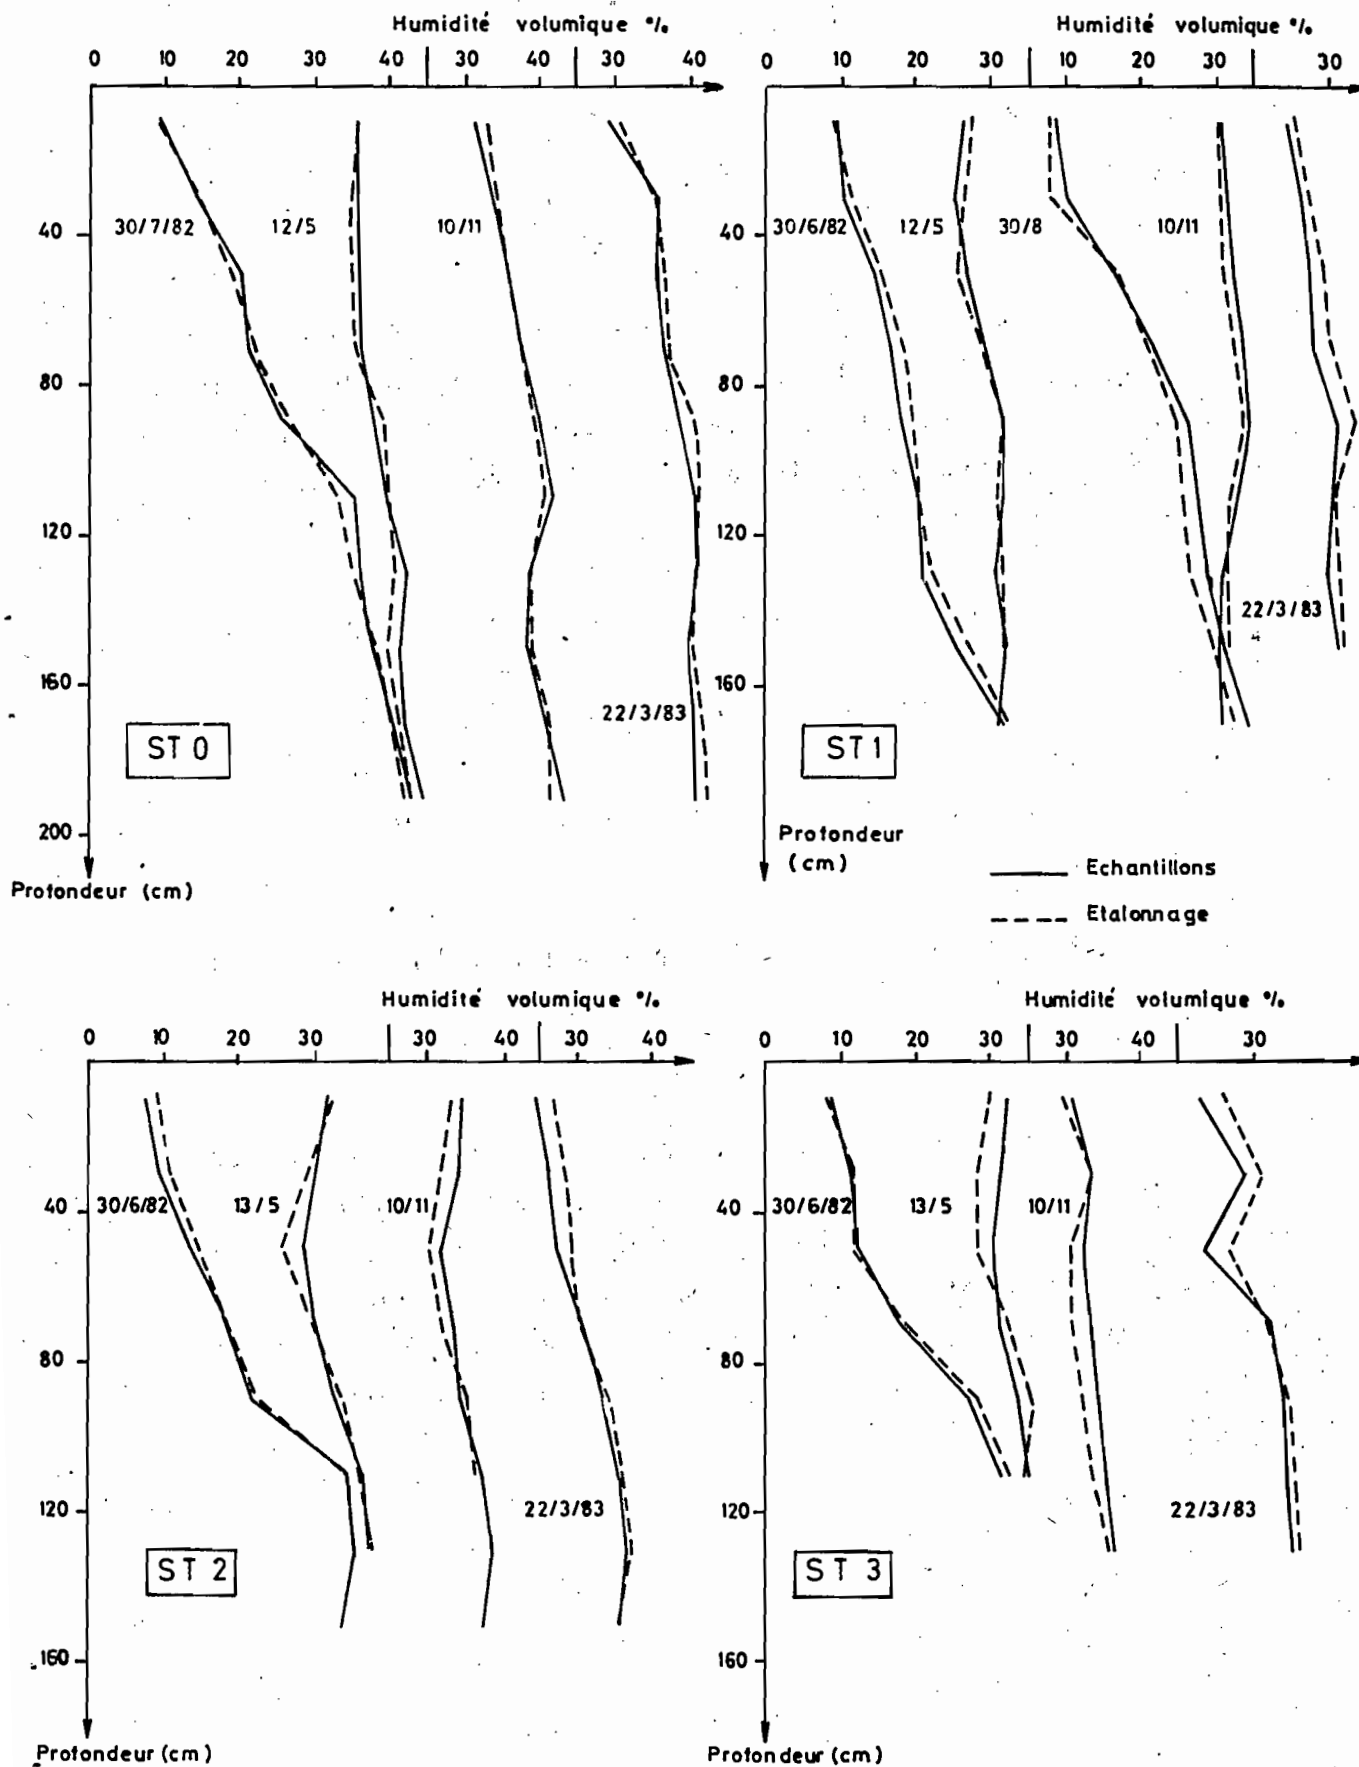 Humidité volumique %
0 10 20 30 40 30 40 30 40
30/7/82 12/5 10/11
40
80
120
160
22/3/83
ST 0
200
Profondeur (cm)
Humidité volumique %
0 10 20 30 10 30 30
30/6/82 12/5 30/8 10/11
40
80
120
22/3/83
160
ST 1
Profondeur
(cm)
Echantillons
Etalonnage
Humidité volumique %
0 10 20 30 30 40 30 40
40
30/6/82 13/5 10/11
80
120
22/3/83
ST 2
160
Profondeur (cm)
Humidité volumique %
0 10 20 30 30 40 30
40
30/6/82 13/5 10/11
80
120
22/3/83
ST 3
160
Profondeur (cm)